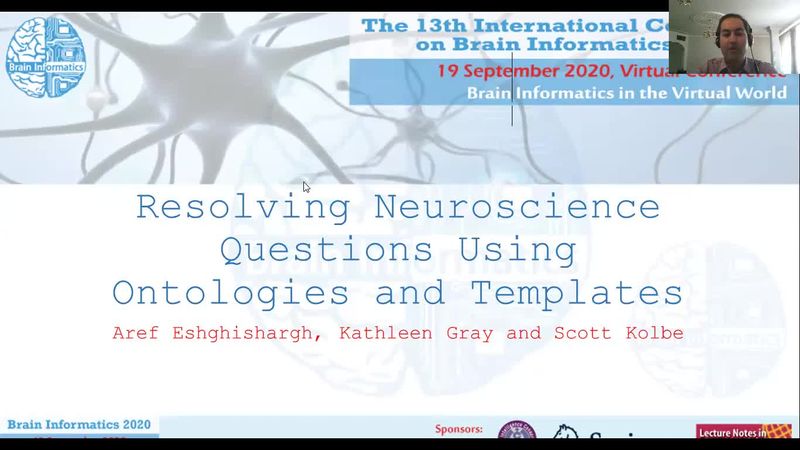 Brain Informatics
The 13th International Co
on Brain Informatics
19 September 2020, Virtual Conference
Brain Informatics in the Virtual World
Resolving Neuroscience
Questions Using
Ontologies and Templates
Aref Eshghishargh, Kathleen Gray and Scott Kolbe
Brain Informatics 2020
Sponsors:
Lecture Notes in